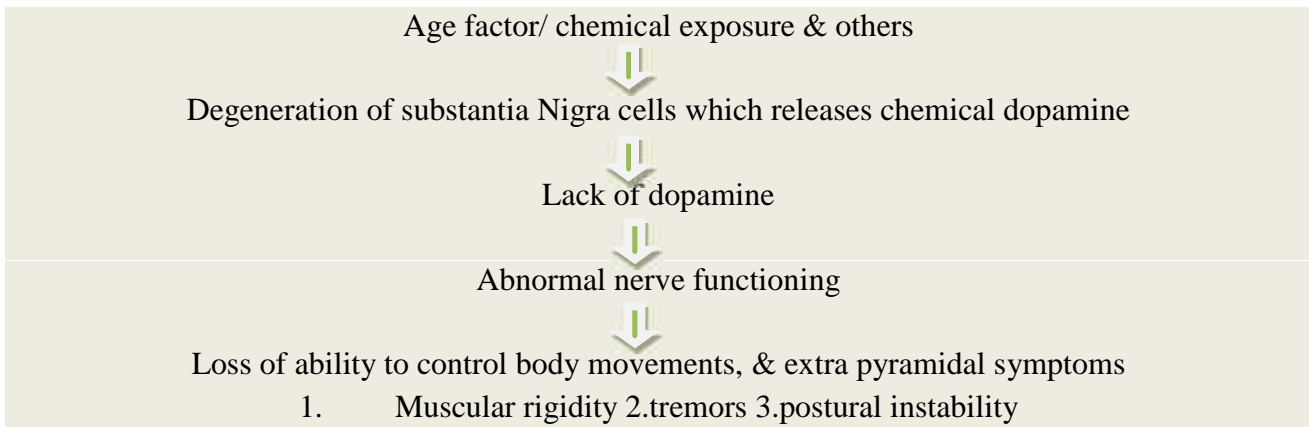 Age factor/ chemical exposure & others
Degeneration of substantia Nigra cells which releases chemical dopamine
Lack of dopamine
Abnormal nerve functioning
Loss of ability to control body movements, & extra pyramidal symptoms
1. Muscular rigidity 2.tremors 3.postural instability